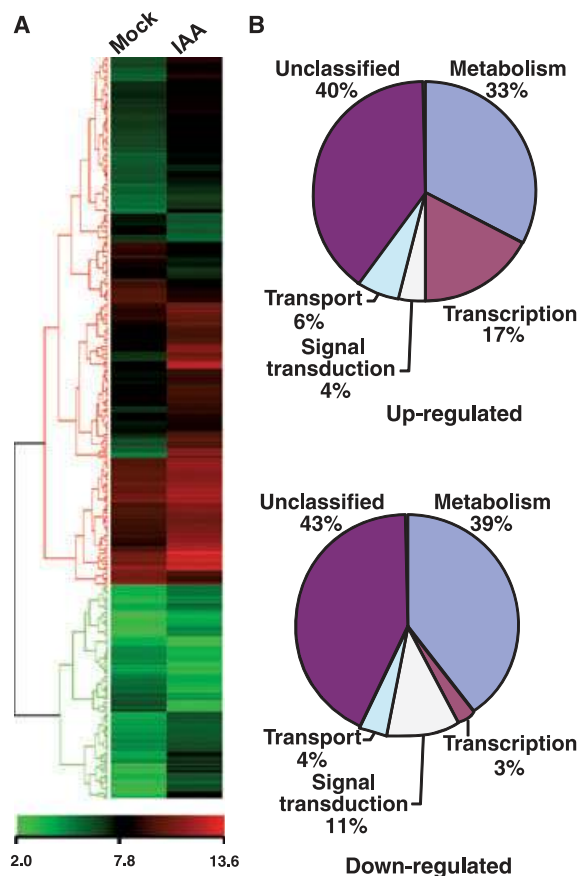 A
Mock
IAA
2.0
7.8
13.6
B
Unclassified
40%
Metabolism
33%
Transport
6%
Signal
transduction
4%
Transcription
17%
Up-regulated
Unclassified
43%
Metabolism
39%
Transport
4%
Signal
transduction
11%
Transcription
3%
Down-regulated